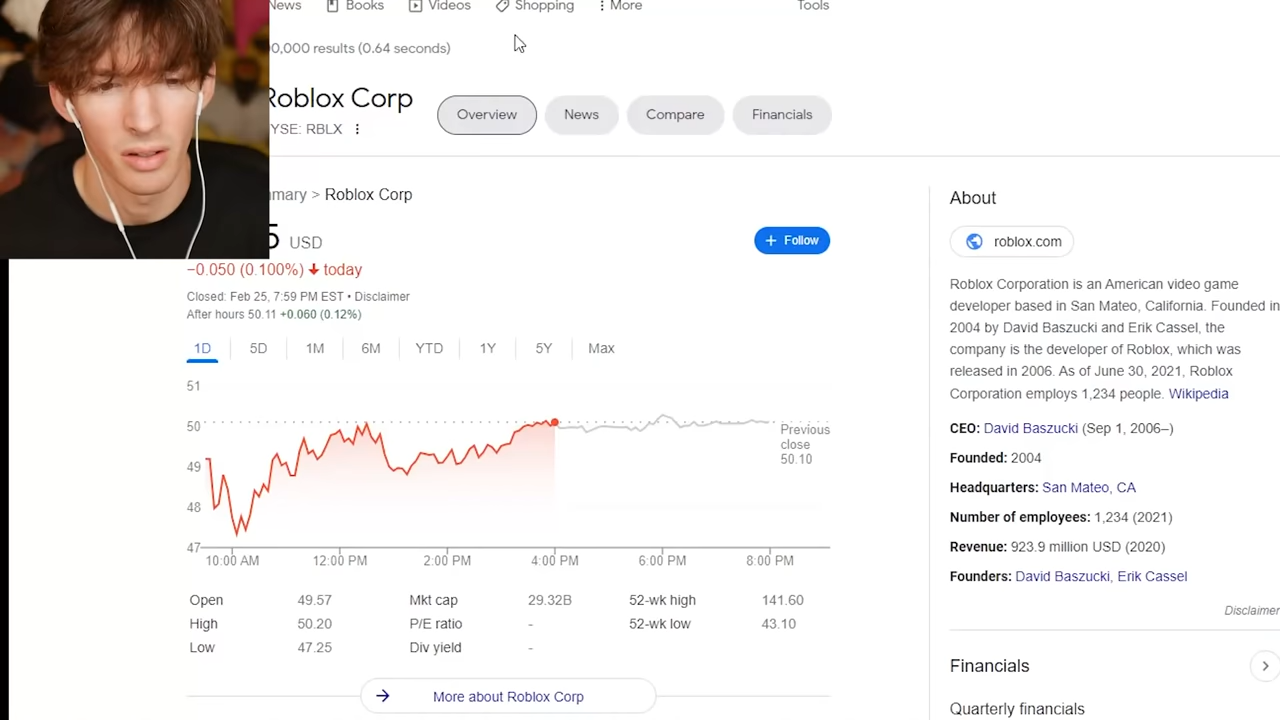 News
Books
Videos
Shopping
More
Tools
00,000 results (0.64 seconds)
Roblox Corp
Overview
News
Compare
Financials
YSE: RBLX
mmary > Roblox Corp
5 USD
+ Follow
−0.050 (0.100%) today
Closed: Feb 25, 7:59 PM EST • Disclaimer
After hours 50.11 +0.060 (0.12%)
1D
5D
1M
6M
YTD
1Y
5Y
Max
51
50
49
48
47
Previous
close
50.10
10:00 AM
12:00 PM
2:00 PM
4:00 PM
6:00 PM
8:00 PM
Open 49.57
Mkt cap 29.32B
52-wk high 141.60
High 50.20
P/E ratio -
52-wk low 43.10
Low 47.25
Div yield -
More about Roblox Corp
About
roblox.com
Roblox Corporation is an American video game
developer based in San Mateo, California. Founded in
2004 by David Baszucki and Erik Cassel, the
company is the developer of Roblox, which was
released in 2006. As of June 30, 2021, Roblox
Corporation employs 1,234 people. Wikipedia
CEO: David Baszucki (Sep 1, 2006–)
Founded: 2004
Headquarters: San Mateo, CA
Number of employees: 1,234 (2021)
Revenue: 923.9 million USD (2020)
Founders: David Baszucki, Erik Cassel
Disclaimer
Financials
Quarterly financials